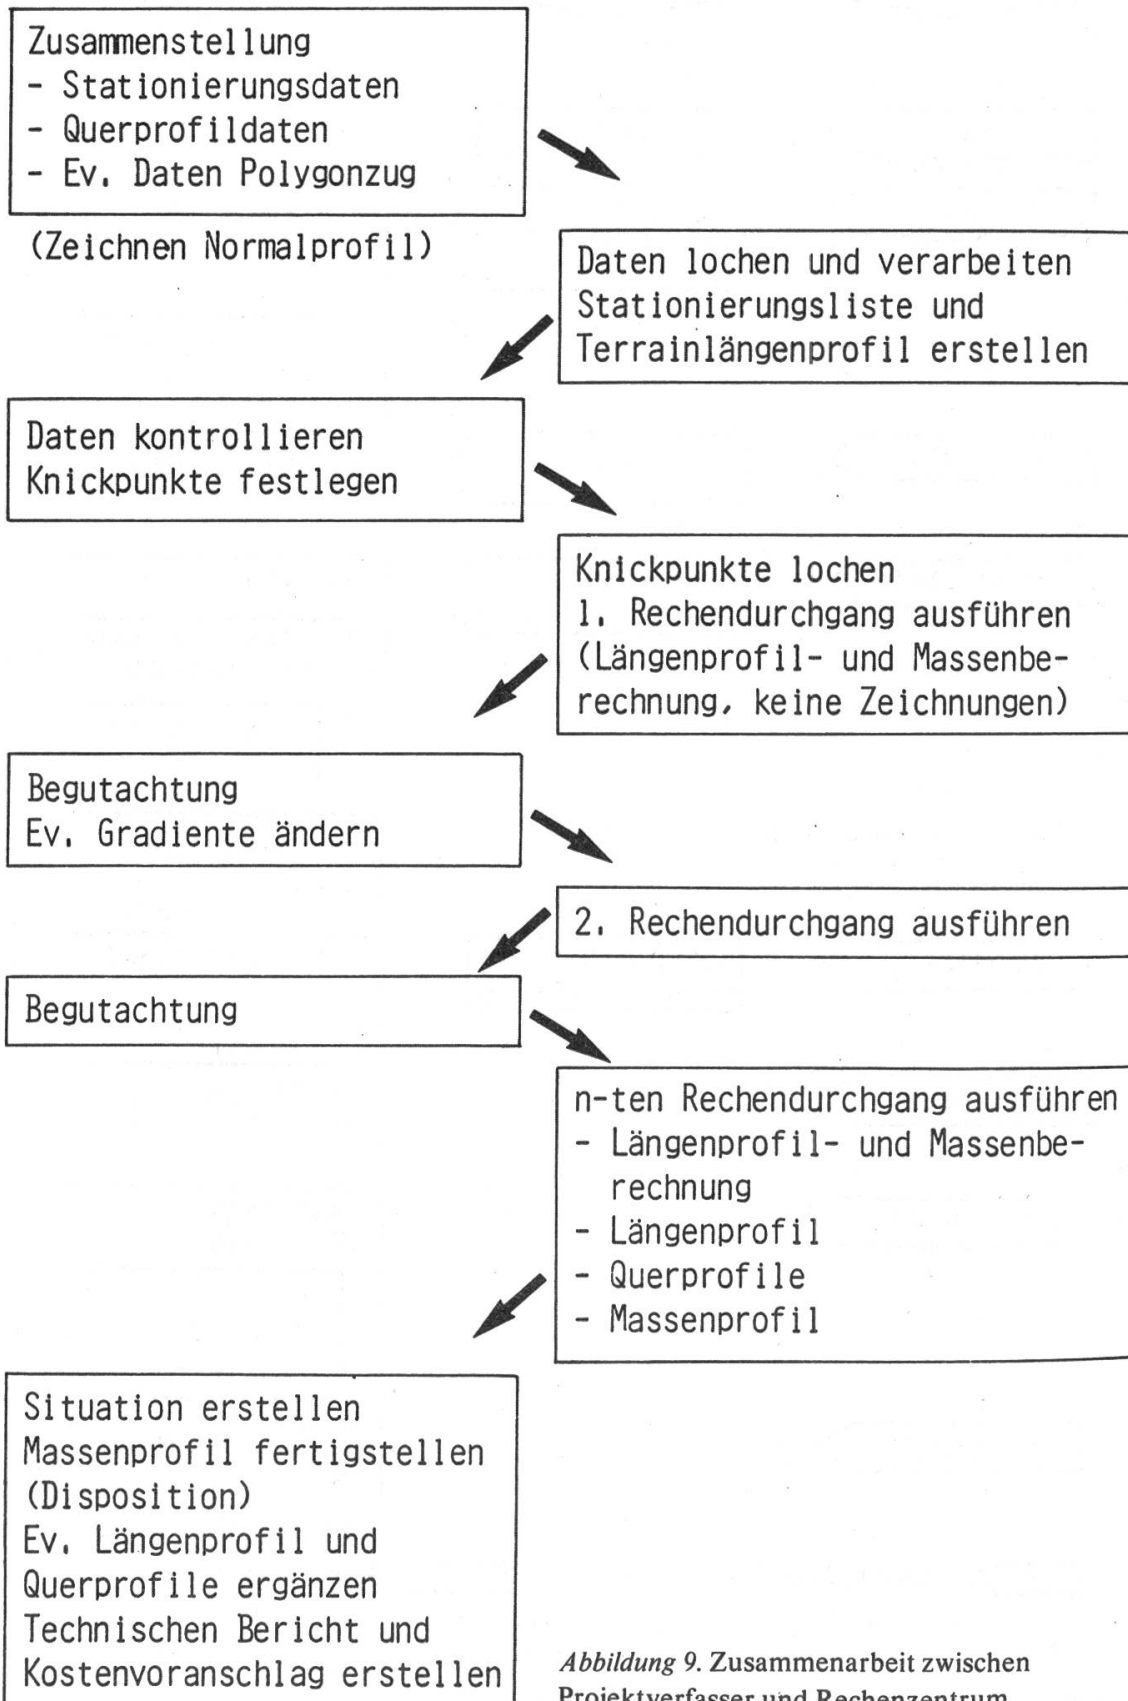 Zusammenstellung
- Stationierungsdaten
- Querprofildaten
- Ev. Daten Polygonzug
(Zeichnen Normalprofil)
Daten lochen und verarbeiten
Stationierungsliste und
Terrainlängenprofil erstellen
Daten kontrollieren
Knickpunkte festlegen
Knickpunkte lochen
1. Rechendurchgang ausführen
(Längenprofil- und Massenbe-
rechnung, keine Zeichnungen)
Begutachtung
Ev. Gradiente ändern
2. Rechendurchgang ausführen
Begutachtung
n-ten Rechendurchgang ausführen
- Längenprofil- und Massenbe-
rechnung
- Längenprofil
- Querprofile
- Massenprofil
Situation erstellen
Massenprofil fertigstellen
(Disposition)
Ev. Längenprofil und
Querprofile ergänzen
Technischen Bericht und
Kostenvoranschlag erstellen
Abbildung 9. Zusammenarbeit zwischen
Projektverfasser und Rechenzentrum